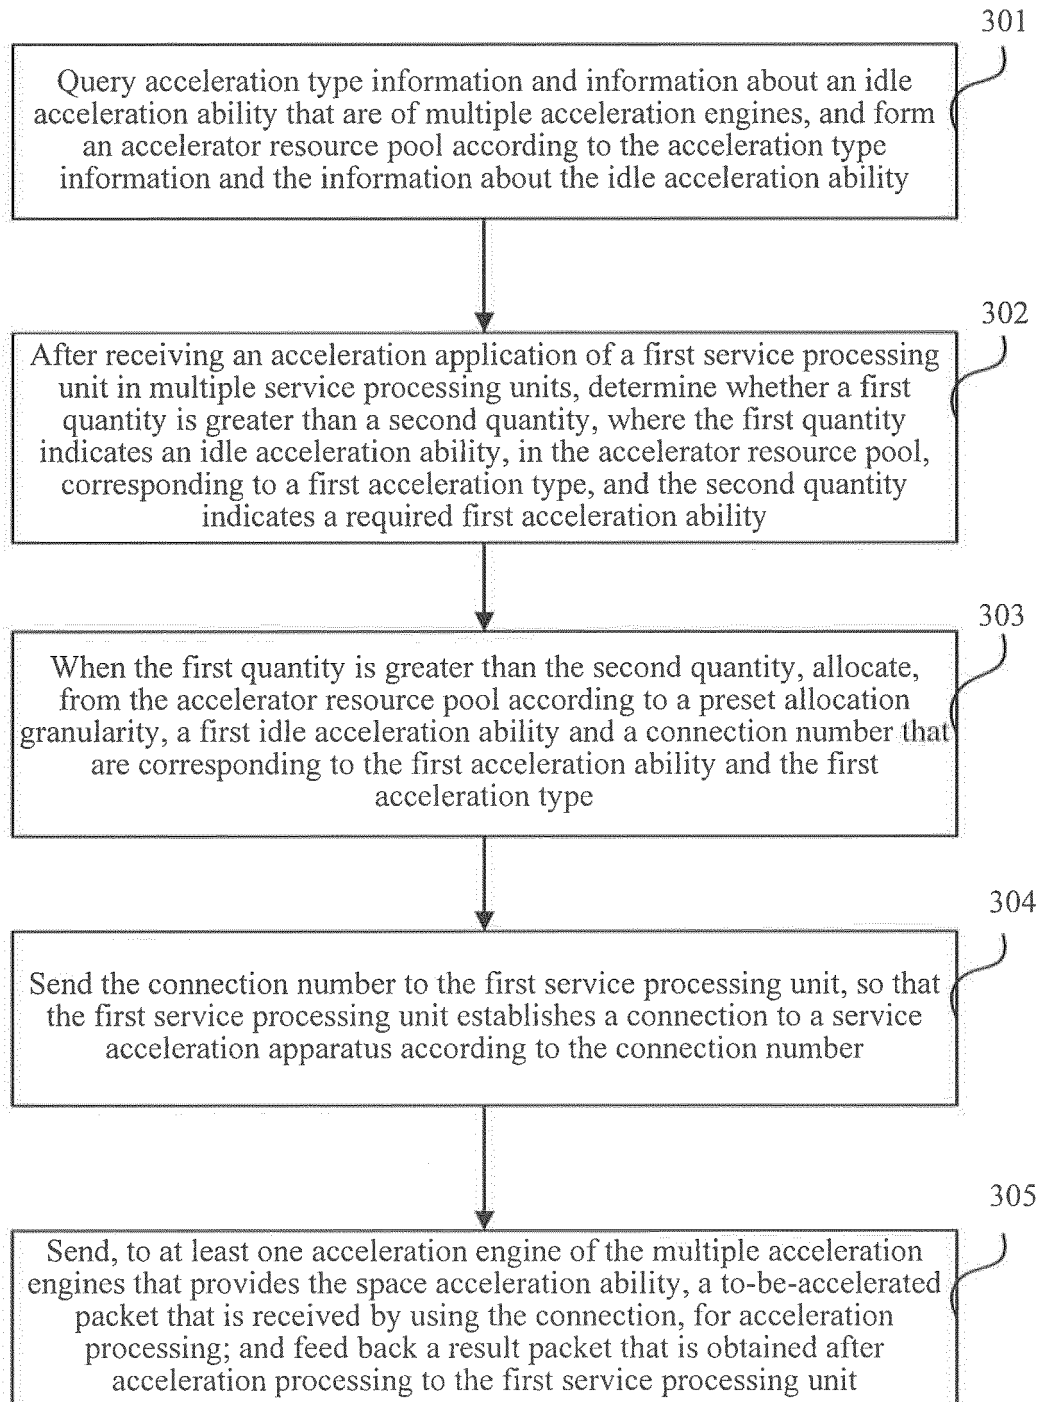 301
Query acceleration type information and information about an idle
acceleration ability that are of multiple acceleration engines, and form
an accelerator resource pool according to the acceleration type
information and the information about the idle acceleration ability
302
After receiving an acceleration application of a first service processing
unit in multiple service processing units, determine whether a first
quantity is greater than a second quantity, where the first quantity
indicates an idle acceleration ability, in the accelerator resource pool,
corresponding to a first acceleration type, and the second quantity
indicates a required first acceleration ability
303
When the first quantity is greater than the second quantity, allocate,
from the accelerator resource pool according to a preset allocation
granularity, a first idle acceleration ability and a connection number that
are corresponding to the first acceleration ability and the first
acceleration type
304
Send the connection number to the first service processing unit, so that
the first service processing unit establishes a connection to a service
acceleration apparatus according to the connection number
305
Send, to at least one acceleration engine of the multiple acceleration
engines that provides the space acceleration ability, a to-be-accelerated
packet that is received by using the connection, for acceleration
processing; and feed back a result packet that is obtained after
acceleration processing to the first service processing unit